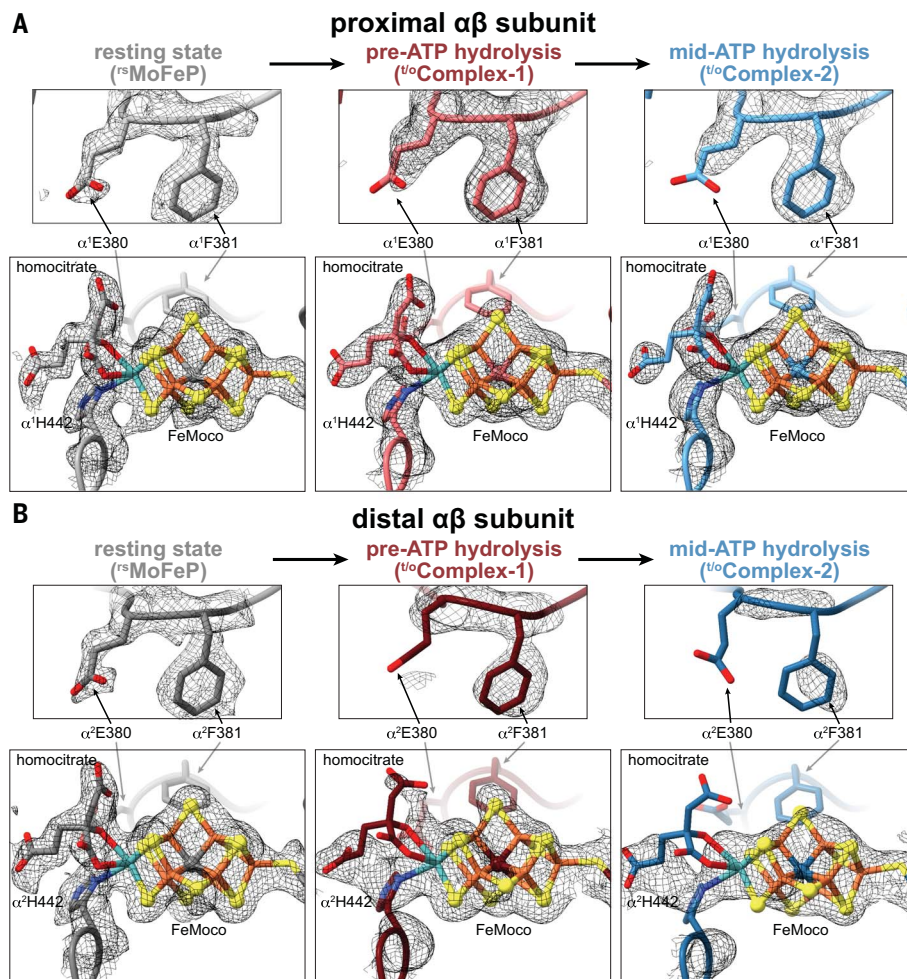 A
proximal αβ subunit
resting state
(ʳˢMoFeP)
pre-ATP hydrolysis
(ᵗ/ᵒComplex-1)
mid-ATP hydrolysis
(ᵗ/ᵒComplex-2)
α¹E380
α¹F381
α¹E380
α¹F381
α¹E380
α¹F381
homocitrate
α¹H442
FeMoco
homocitrate
α¹H442
FeMoco
homocitrate
α¹H442
FeMoco
B
distal αβ subunit
resting state
(ʳˢMoFeP)
pre-ATP hydrolysis
(ᵗ/ᵒComplex-1)
mid-ATP hydrolysis
(ᵗ/ᵒComplex-2)
α²E380
α²F381
α²E380
α²F381
α²E380
α²F381
homocitrate
α²H442
FeMoco
homocitrate
α²H442
FeMoco
homocitrate
α²H442
FeMoco